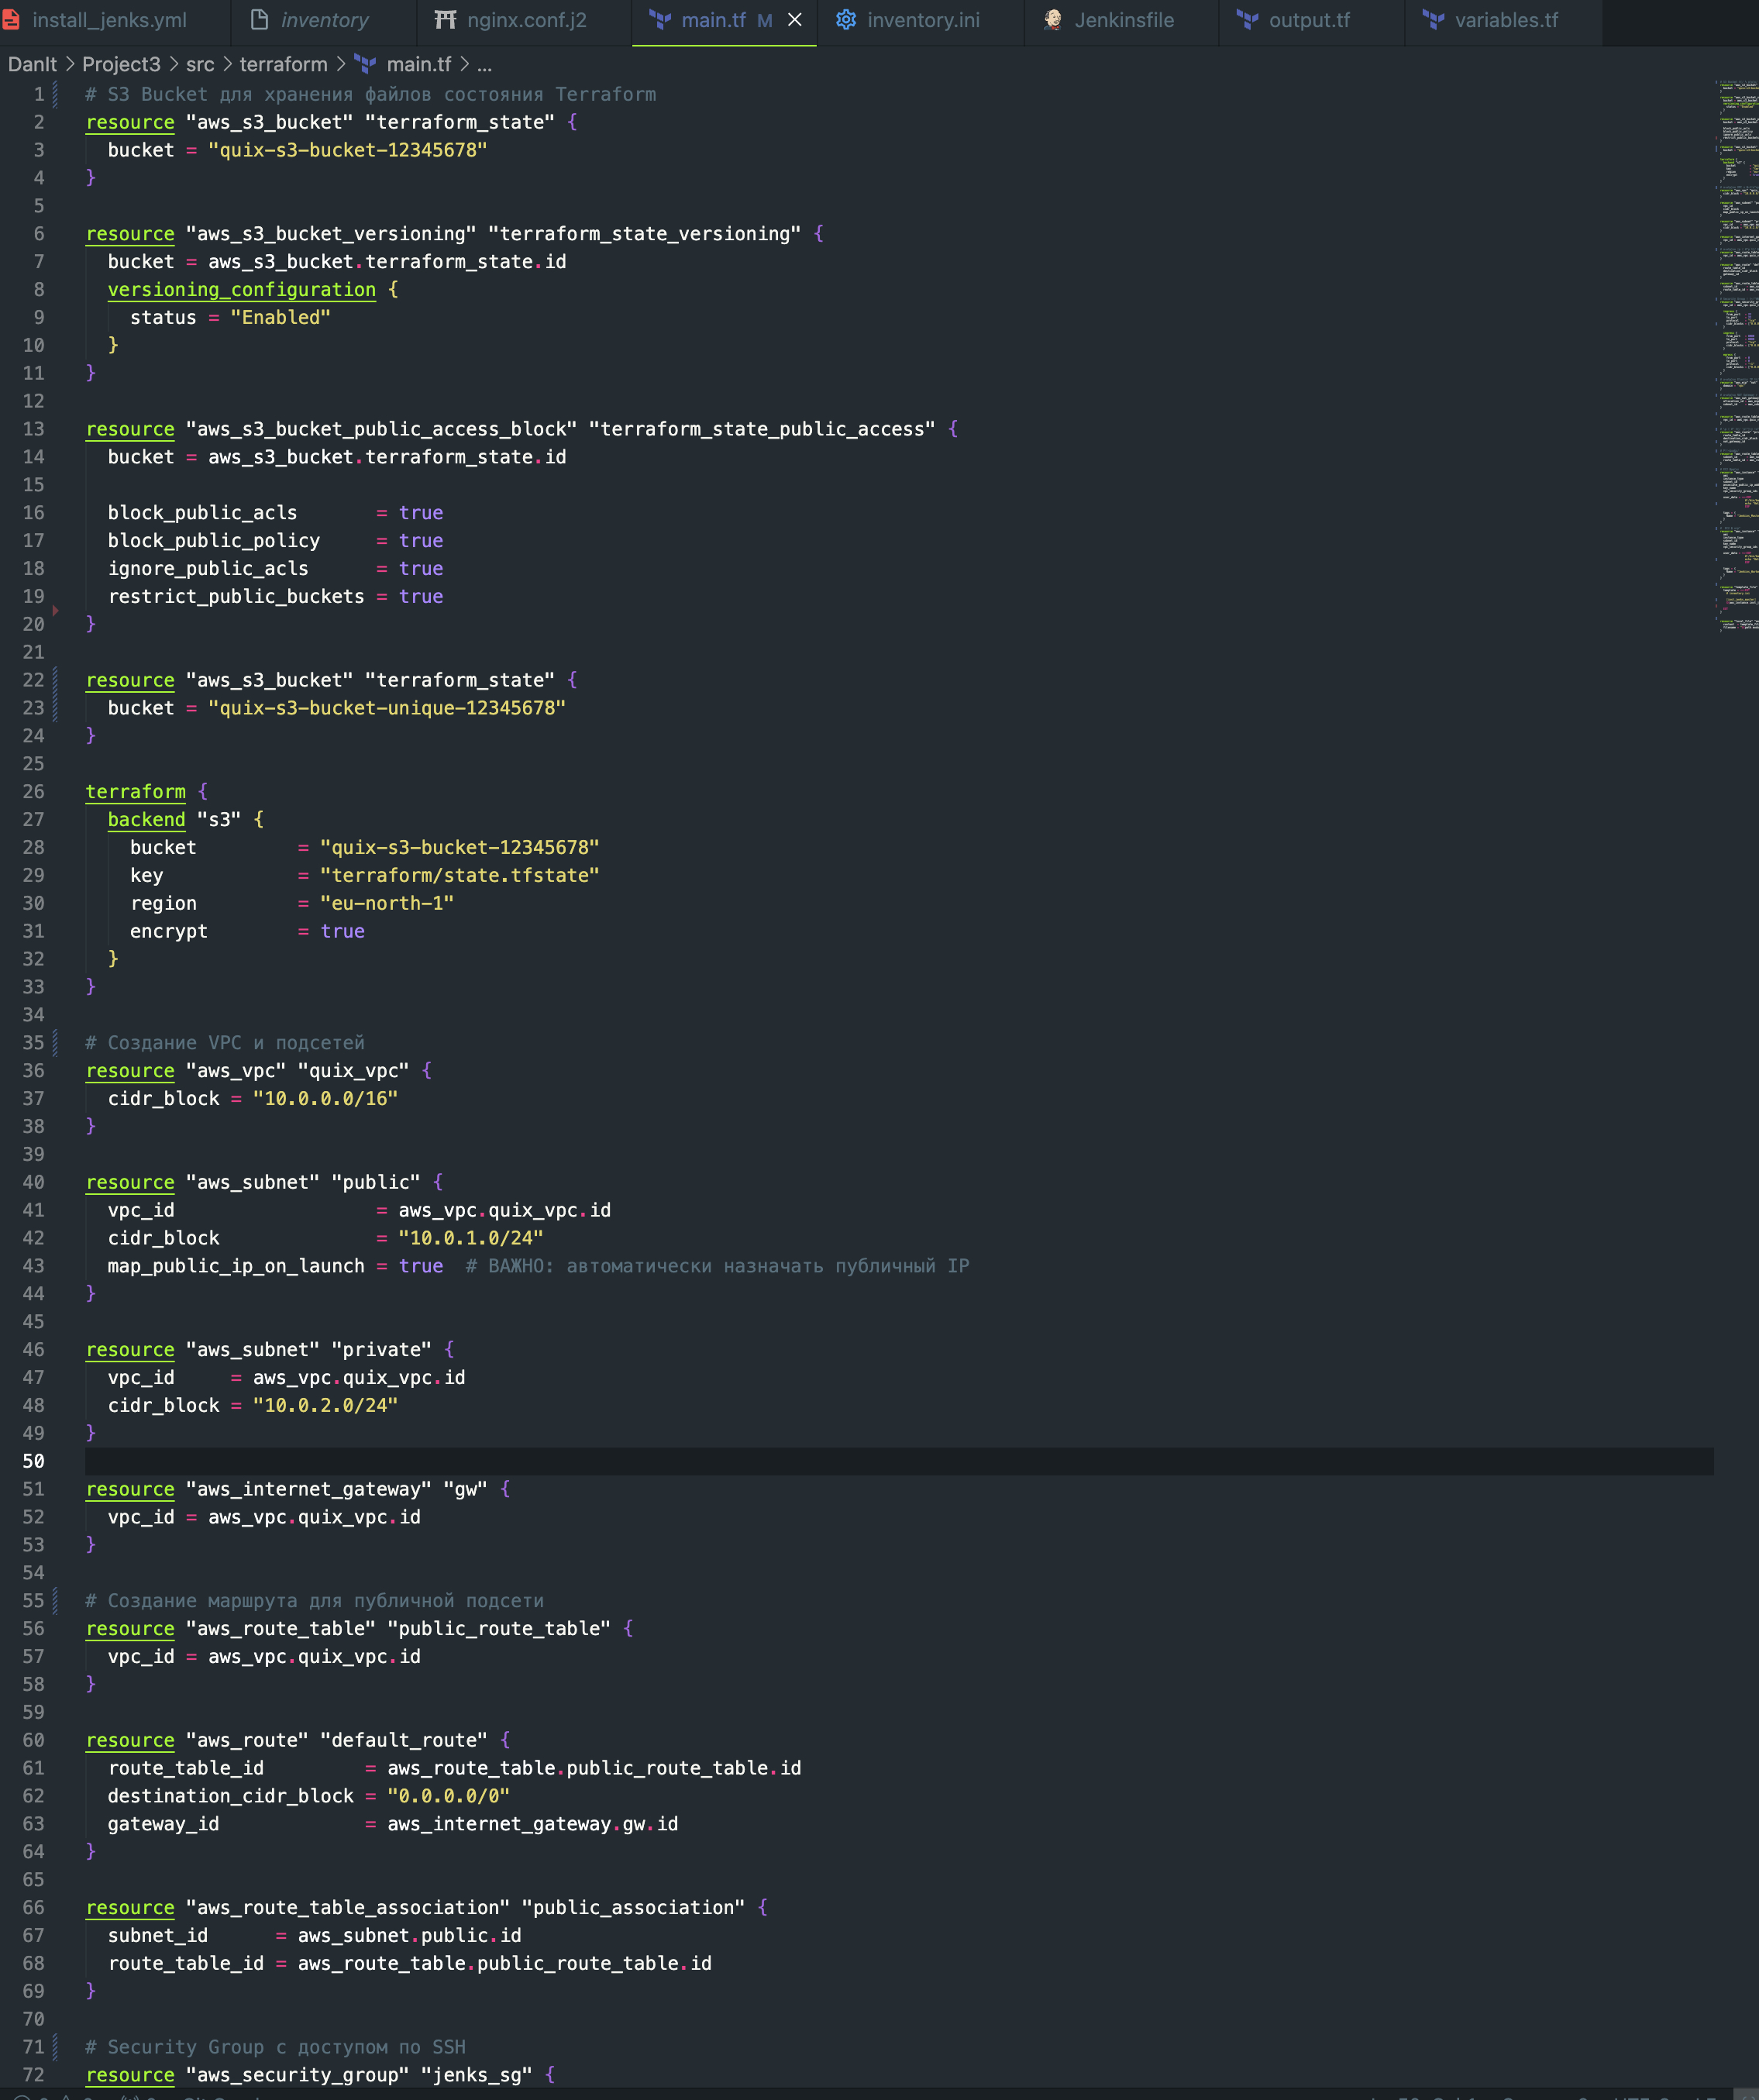 install_jenks.yml inventory nginx.conf.j2 main.tf M inventory.ini Jenkinsfile output.tf variables.tf
DanIt > Project3 > src > terraform > main.tf > ...
1 # S3 Bucket для хранения файлов состояния Terraform
2 resource "aws_s3_bucket" "terraform_state" {
3 bucket = "quix-s3-bucket-12345678"
4 }
5
6 resource "aws_s3_bucket_versioning" "terraform_state_versioning" {
7 bucket = aws_s3_bucket.terraform_state.id
8 versioning_configuration {
9 status = "Enabled"
10 }
11 }
12
13 resource "aws_s3_bucket_public_access_block" "terraform_state_public_access" {
14 bucket = aws_s3_bucket.terraform_state.id
15
16 block_public_acls = true
17 block_public_policy = true
18 ignore_public_acls = true
19 restrict_public_buckets = true
20 }
21
22 resource "aws_s3_bucket" "terraform_state" {
23 bucket = "quix-s3-bucket-unique-12345678"
24 }
25
26 terraform {
27 backend "s3" {
28 bucket = "quix-s3-bucket-12345678"
29 key = "terraform/state.tfstate"
30 region = "eu-north-1"
31 encrypt = true
32 }
33 }
34
35 # Создание VPC и подсетей
36 resource "aws_vpc" "quix_vpc" {
37 cidr_block = "10.0.0.0/16"
38 }
39
40 resource "aws_subnet" "public" {
41 vpc_id = aws_vpc.quix_vpc.id
42 cidr_block = "10.0.1.0/24"
43 map_public_ip_on_launch = true # ВАЖНО: автоматически назначать публичный IP
44 }
45
46 resource "aws_subnet" "private" {
47 vpc_id = aws_vpc.quix_vpc.id
48 cidr_block = "10.0.2.0/24"
49 }
50
51 resource "aws_internet_gateway" "gw" {
52 vpc_id = aws_vpc.quix_vpc.id
53 }
54
55 # Создание маршрута для публичной подсети
56 resource "aws_route_table" "public_route_table" {
57 vpc_id = aws_vpc.quix_vpc.id
58 }
59
60 resource "aws_route" "default_route" {
61 route_table_id = aws_route_table.public_route_table.id
62 destination_cidr_block = "0.0.0.0/0"
63 gateway_id = aws_internet_gateway.gw.id
64 }
65
66 resource "aws_route_table_association" "public_association" {
67 subnet_id = aws_subnet.public.id
68 route_table_id = aws_route_table.public_route_table.id
69 }
70
71 # Security Group с доступом по SSH
72 resource "aws_security_group" "jenks_sg" {